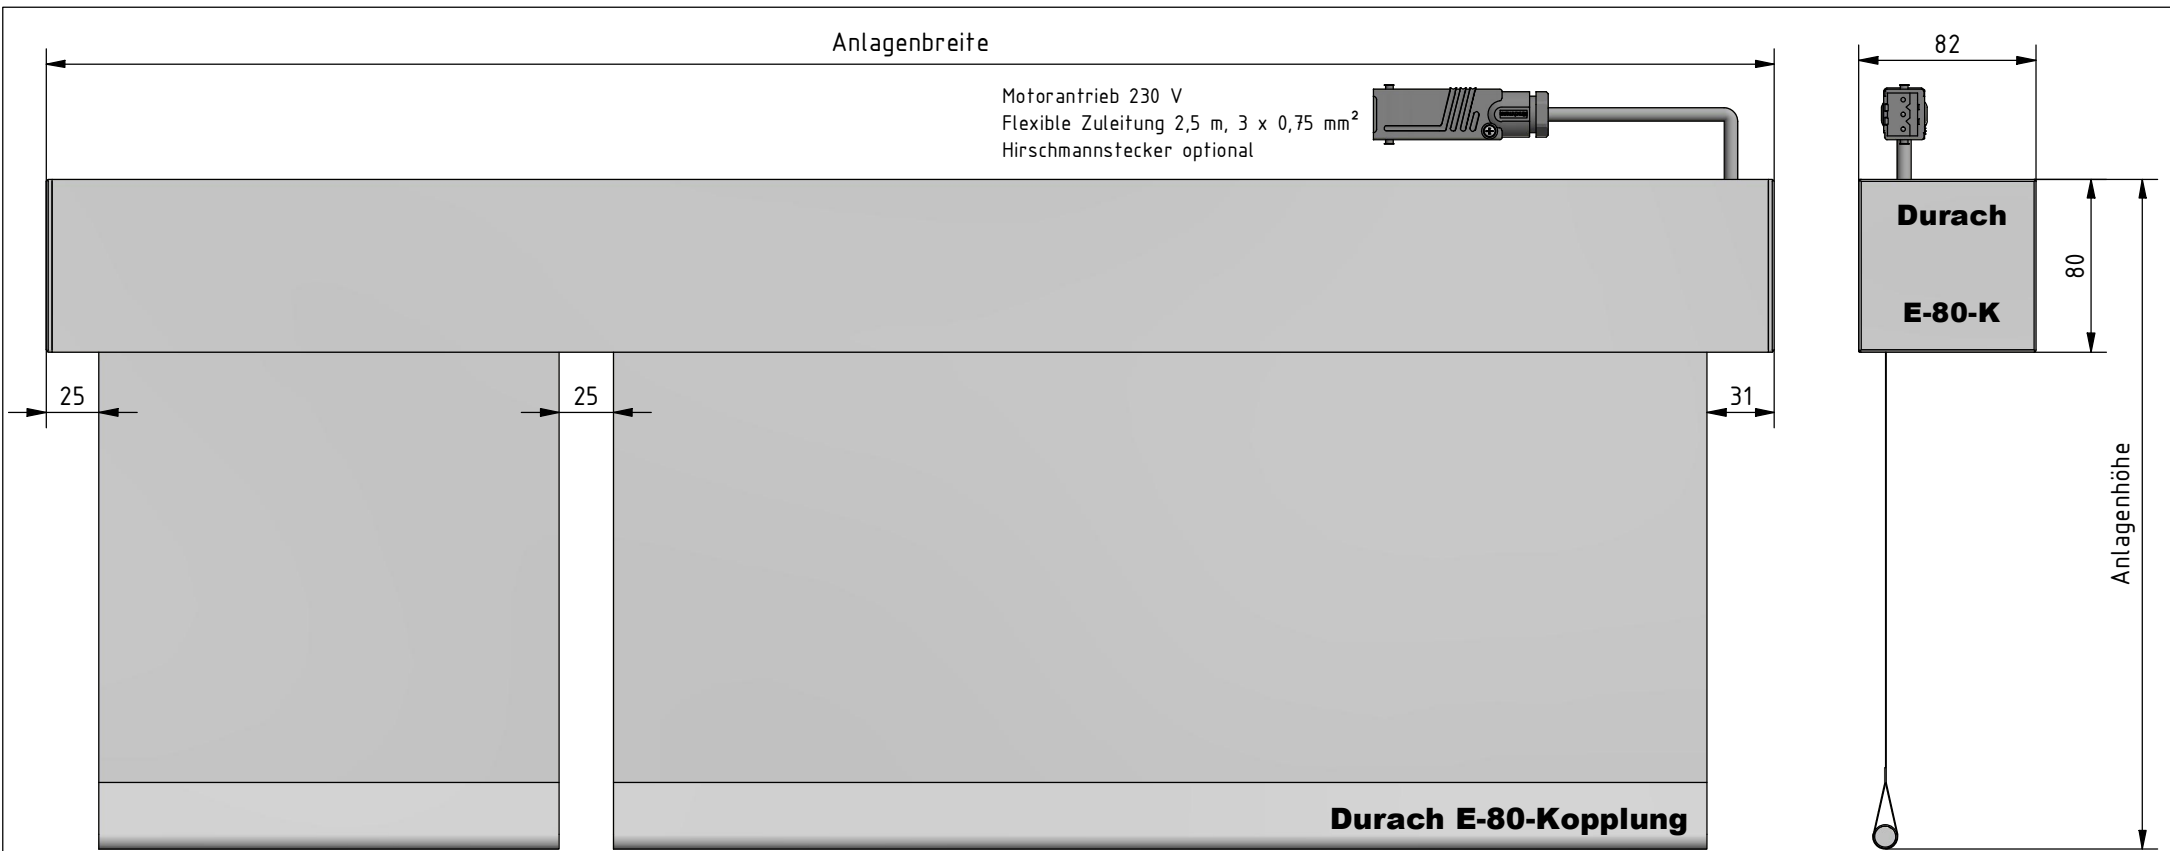 Anlagenbreite
82
Motorantrieb 230 V
Flexible Zuleitung 2,5 m, 3 x 0,75 mm²
Hirschmannstecker optional
Durach
80
E-80-K
25
25
31
Anlagenhöhe
Durach E-80-Kopplung